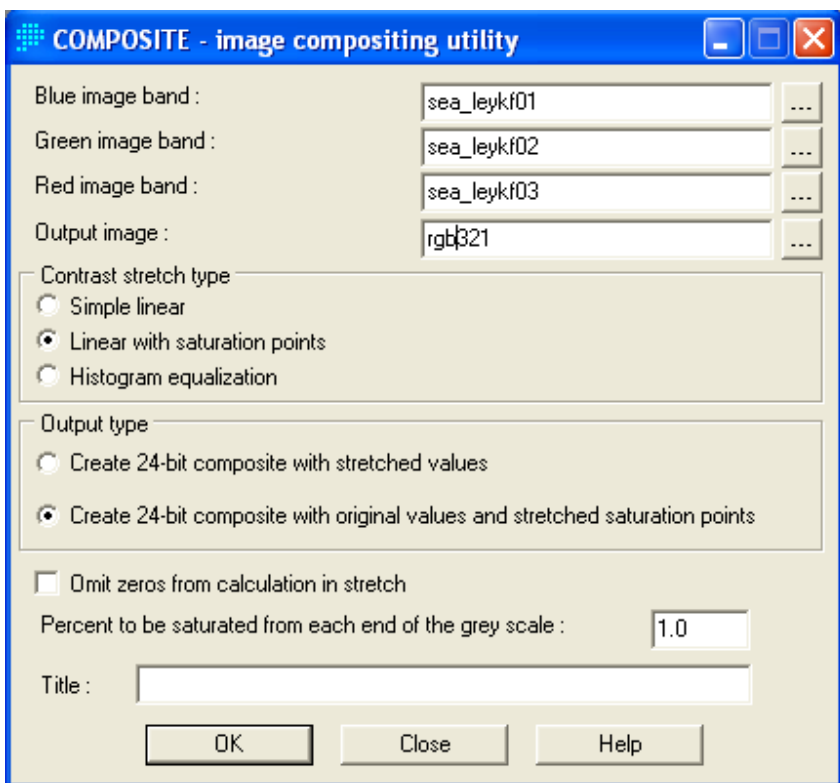 COMPOSITE - image compositing utility
Blue image band : sea_leykf01 ...
Green image band : sea_leykf02 ...
Red image band : sea_leykf03 ...
Output image : rgb321 ...
Contrast stretch type
Simple linear
Linear with saturation points
Histogram equalization
Output type
Create 24-bit composite with stretched values
Create 24-bit composite with original values and stretched saturation points
Omit zeros from calculation in stretch
Percent to be saturated from each end of the grey scale : 1.0
Title :
OK Close Help